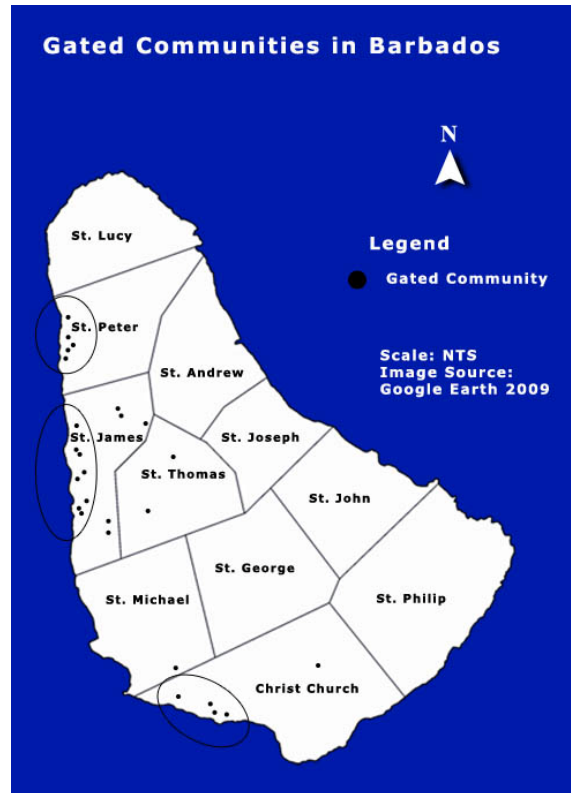 Gated Communities in Barbados
N
Legend
Gated Community
Scale: NTS
Image Source:
Google Earth 2009
St. Lucy
St. Peter
St. Andrew
St. James
St. Joseph
St. Thomas
St. John
St. George
St. Michael
St. Philip
Christ Church